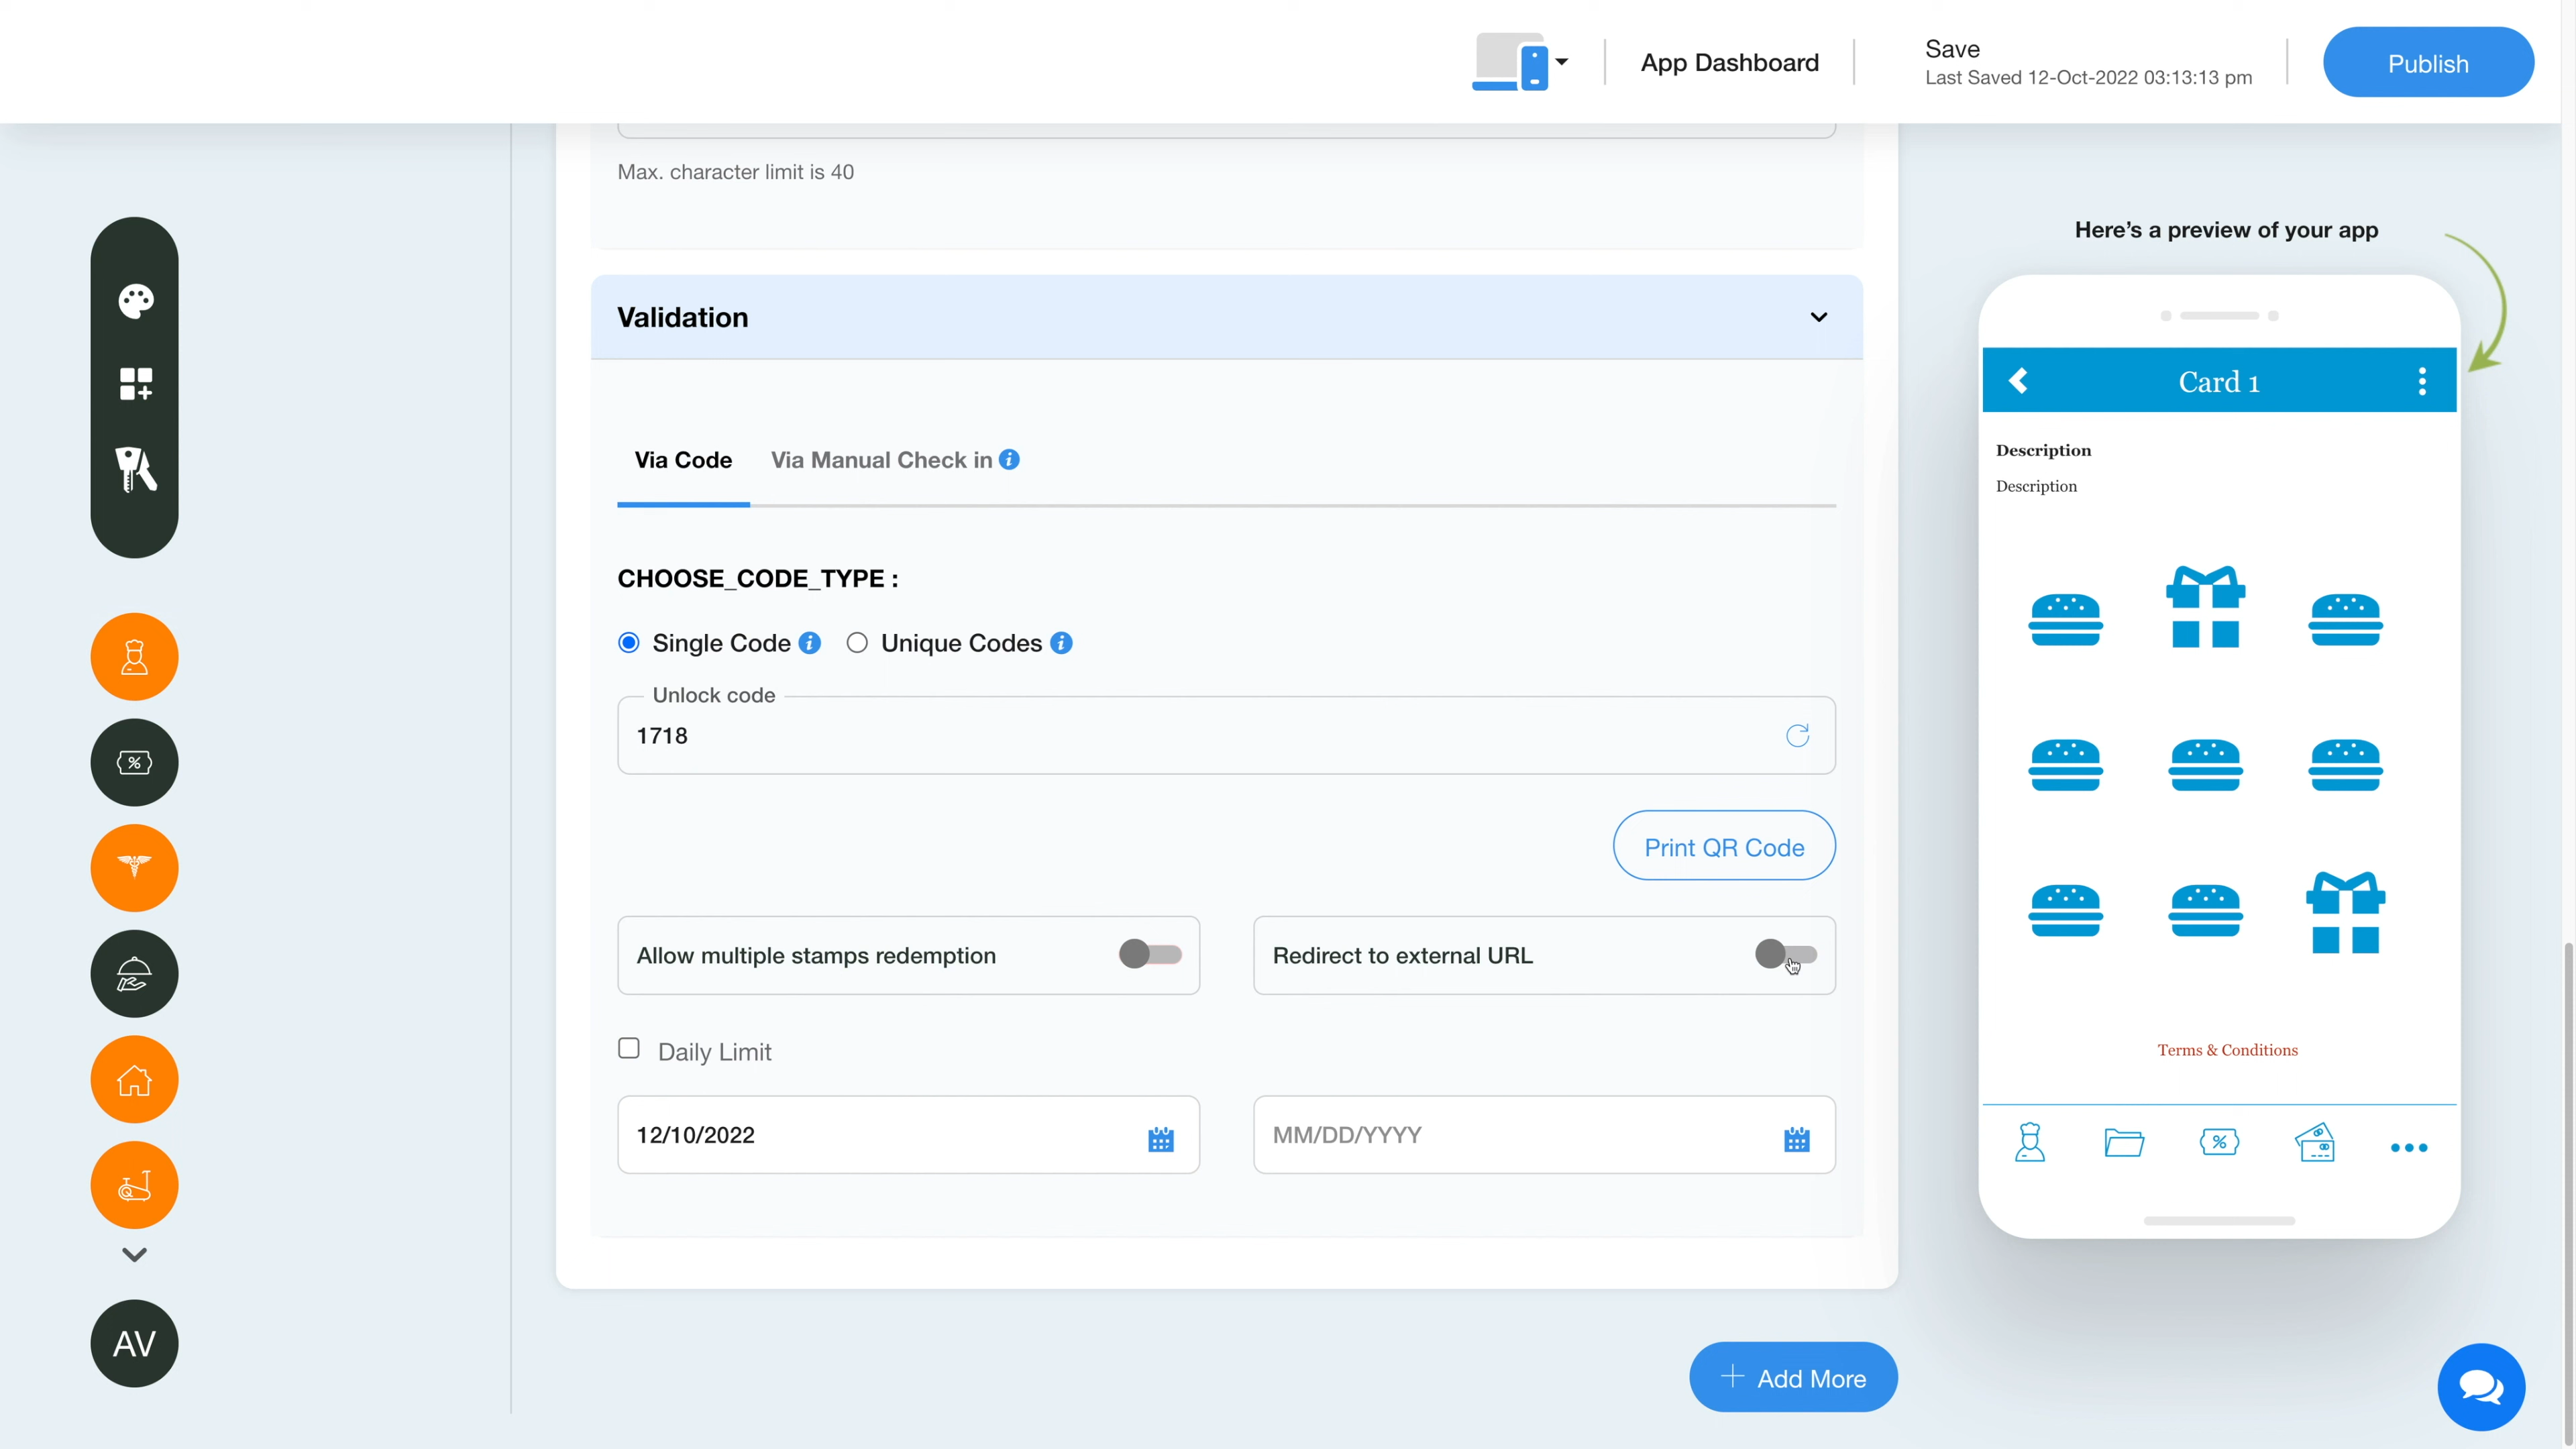 App Dashboard
Save
Last Saved 12-Oct-2022 03:13:13 pm
Publish
Max. character limit is 40
Here's a preview of your app
Validation
Card 1
Description
Description
Via Code
Via Manual Check in
CHOOSE_CODE_TYPE :
Single Code
Unique Codes
Unlock code
1718
Print QR Code
Allow multiple stamps redemption
Redirect to external URL
Daily Limit
12/10/2022
MM/DD/YYYY
Terms & Conditions
AV
+ Add More